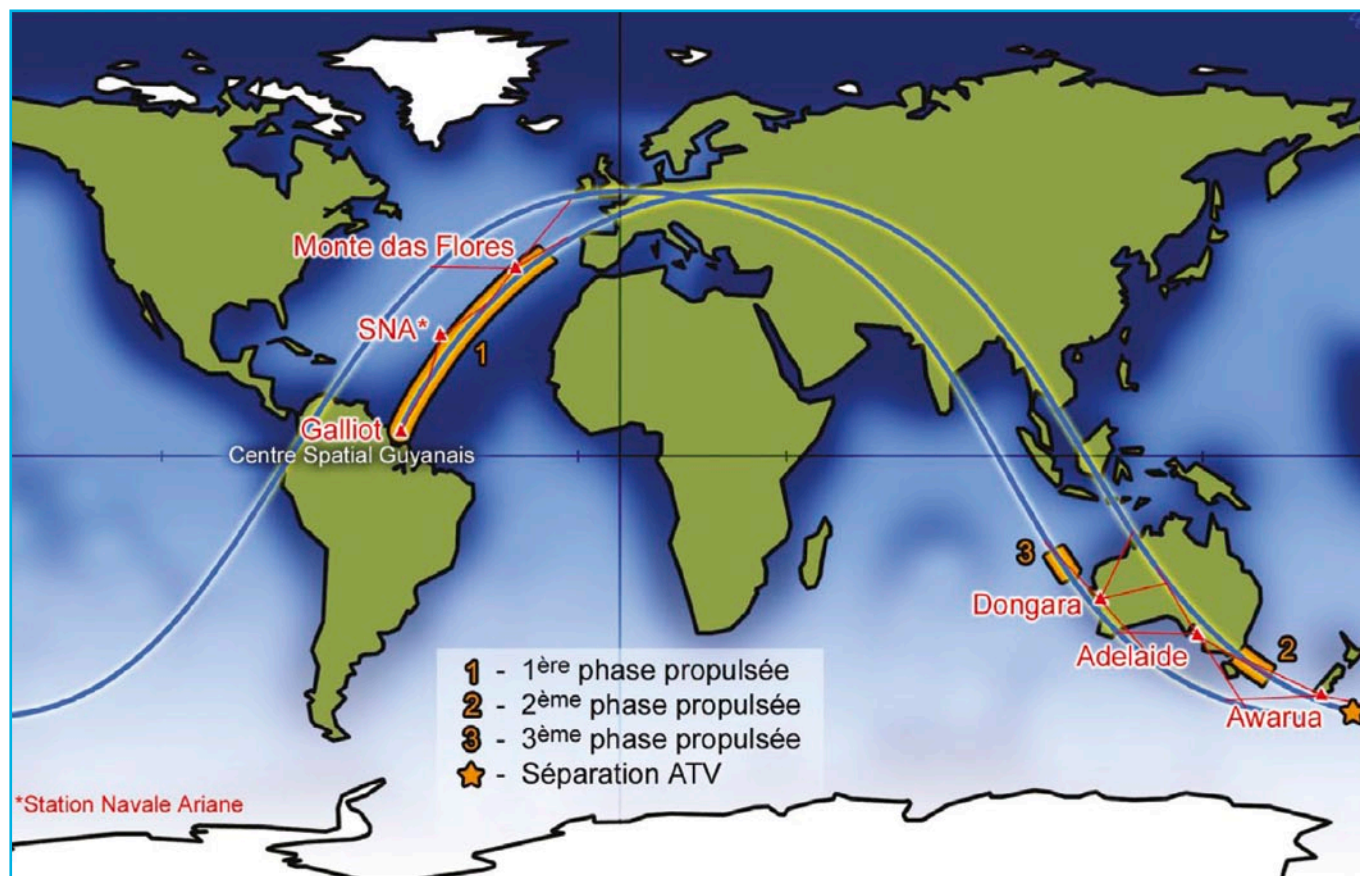 Monte das Flores
SNA*
1
Galliot
Centre Spatial Guyanais
3
Dongara
Adelaide
2
Awarua
1 - 1ère phase propulsée
2 - 2ème phase propulsée
3 - 3ème phase propulsée
- Séparation ATV
*Station Navale Ariane